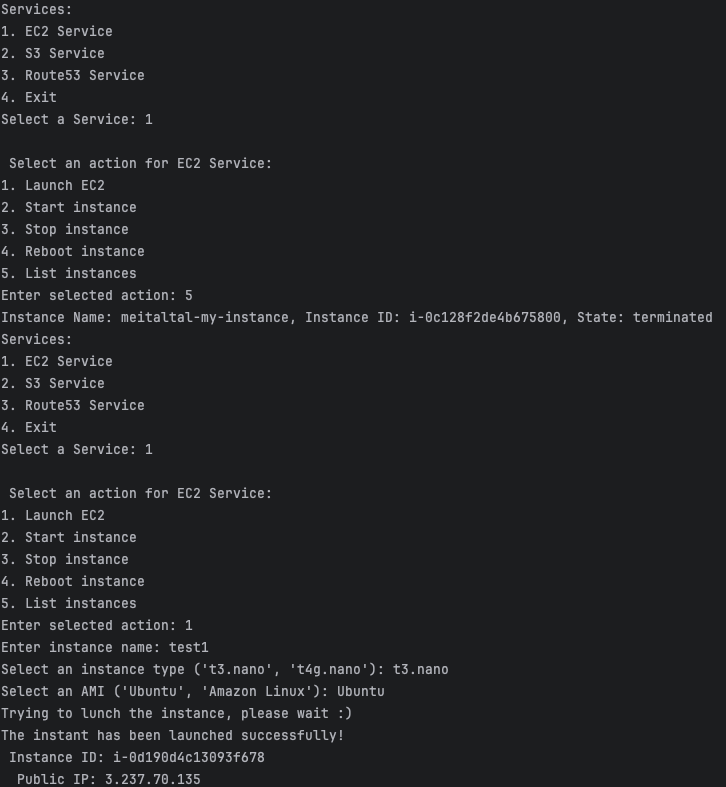 Services:
1. EC2 Service
2. S3 Service
3. Route53 Service
4. Exit
Select a Service: 1
Select an action for EC2 Service:
1. Launch EC2
2. Start instance
3. Stop instance
4. Reboot instance
5. List instances
Enter selected action: 5
Instance Name: meitaltal-my-instance, Instance ID: i-0c128f2de4b675800, State: terminated
Services:
1. EC2 Service
2. S3 Service
3. Route53 Service
4. Exit
Select a Service: 1
Select an action for EC2 Service:
1. Launch EC2
2. Start instance
3. Stop instance
4. Reboot instance
5. List instances
Enter selected action: 1
Enter instance name: test1
Select an instance type ('t3.nano', 't4g.nano'): t3.nano
Select an AMI ('Ubuntu', 'Amazon Linux'): Ubuntu
Trying to lunch the instance, please wait :)
The instant has been launched successfully!
Instance ID: i-0d190d4c13093f678
Public IP: 3.237.70.135